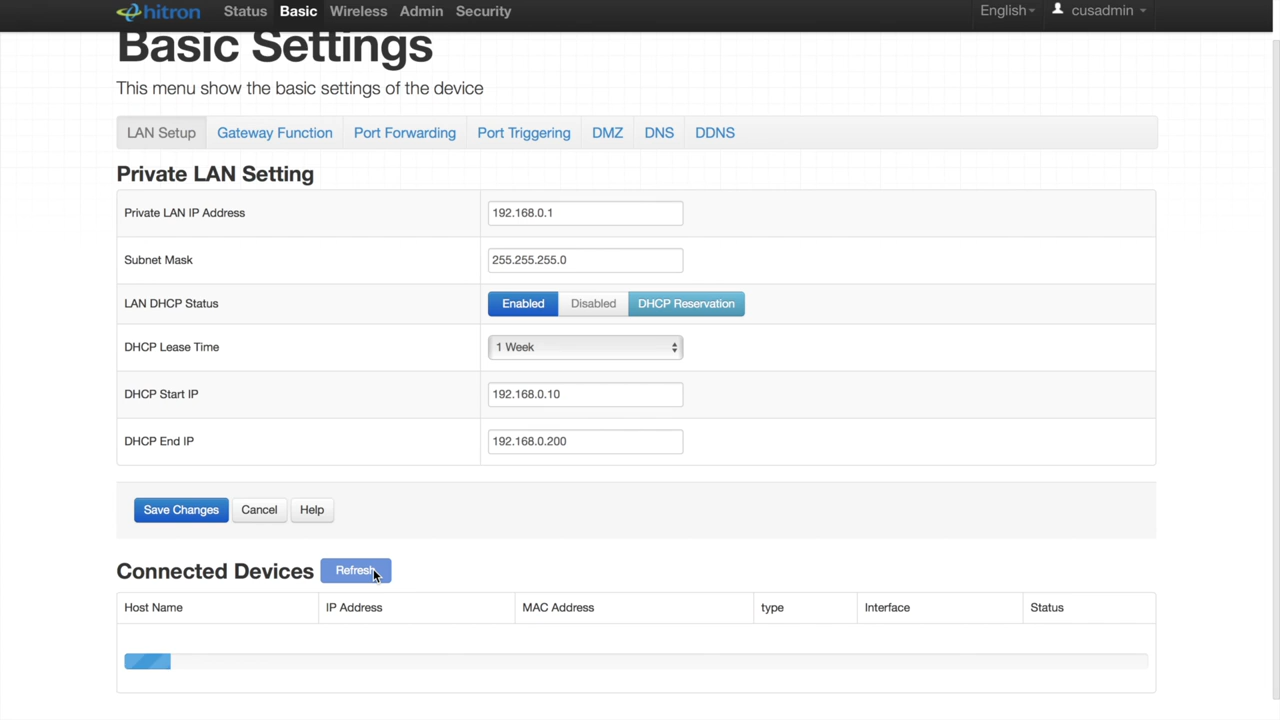 hitron Status Basic Wireless Admin Security English cusadmin
Basic Settings
This menu show the basic settings of the device
LAN Setup Gateway Function Port Forwarding Port Triggering DMZ DNS DDNS
Private LAN Setting
Private LAN IP Address 192.168.0.1
Subnet Mask 255.255.255.0
LAN DHCP Status Enabled Disabled DHCP Reservation
DHCP Lease Time 1 Week
DHCP Start IP 192.168.0.10
DHCP End IP 192.168.0.200
Save Changes Cancel Help
Connected Devices Refresh
Host Name IP Address MAC Address type Interface Status